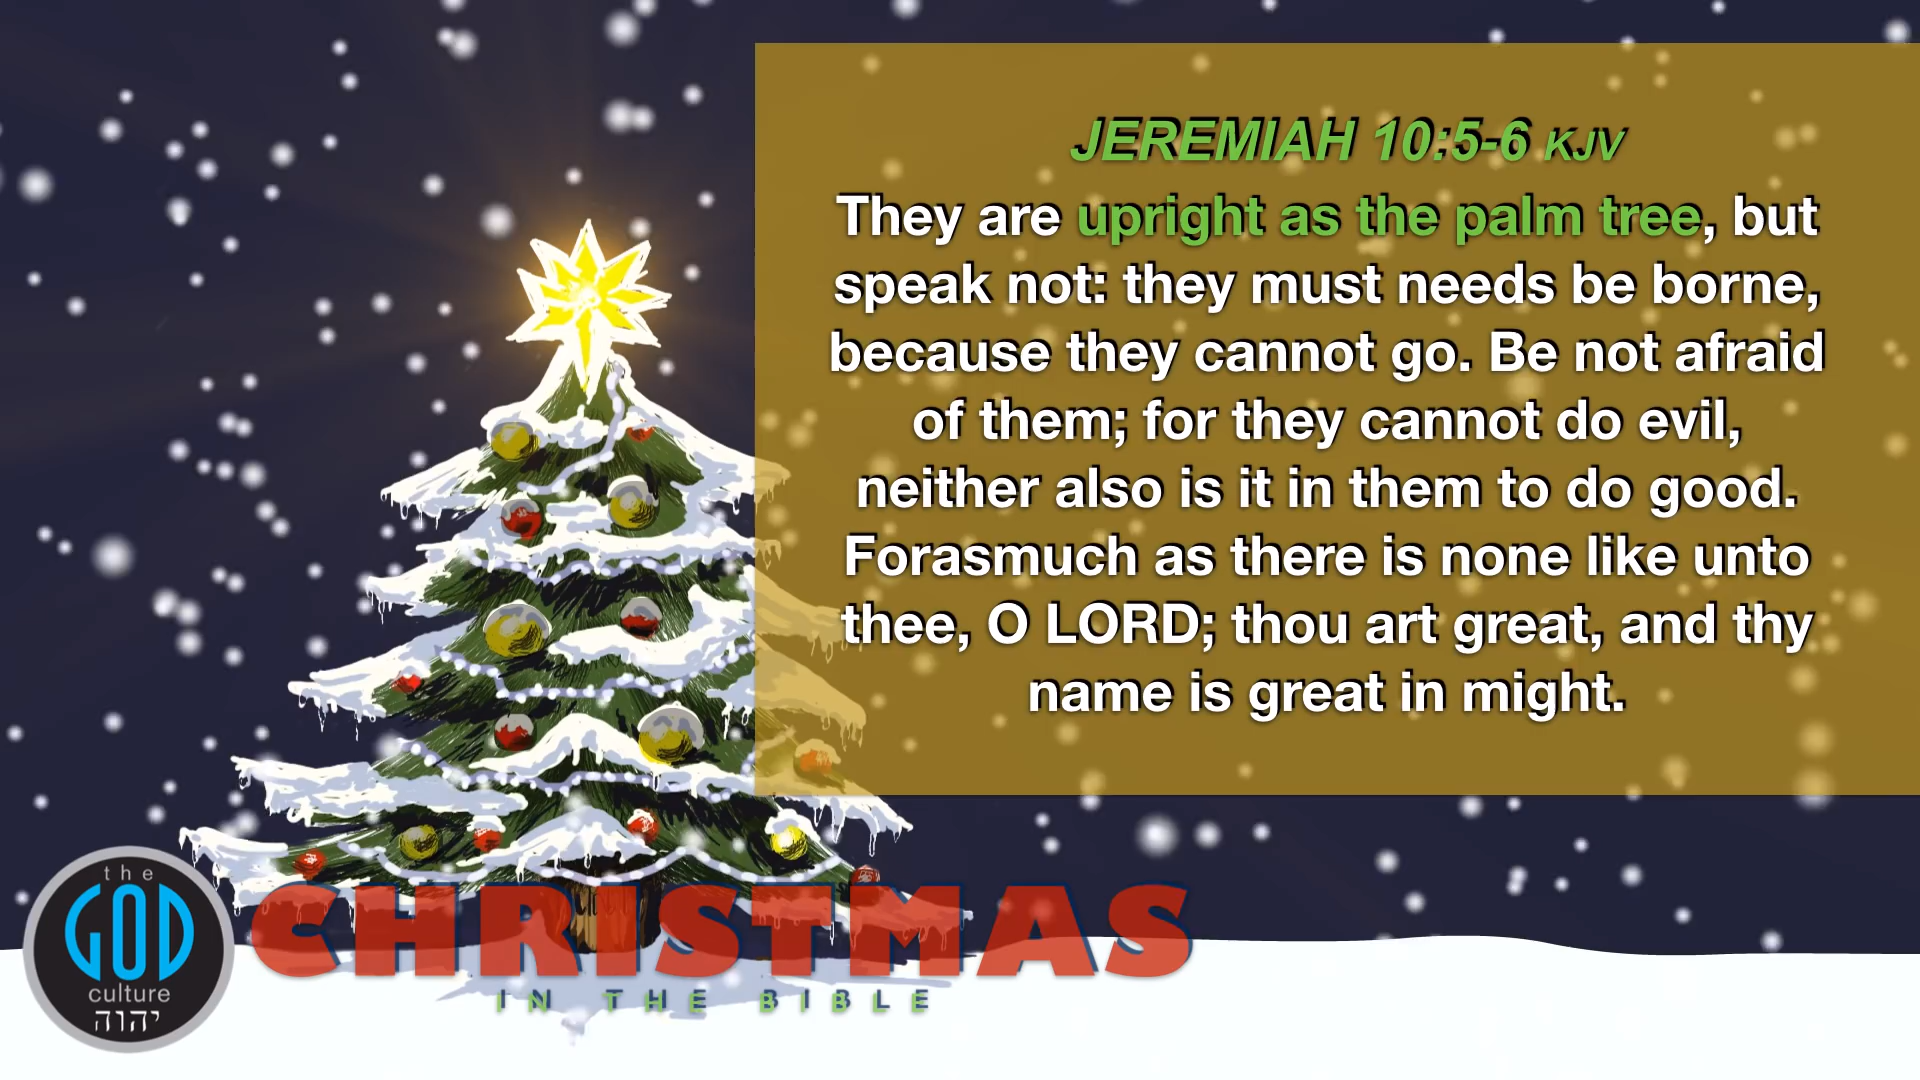 JEREMIAH 10:5-6 KJV
They are upright as the palm tree, but
speak not: they must needs be borne,
because they cannot go. Be not afraid
of them; for they cannot do evil,
neither also is it in them to do good.
Forasmuch as there is none like unto
thee, O LORD; thou art great, and thy
name is great in might.
the
GOD
culture
יהוה
CHRISTMAS
IN THE BIBLE